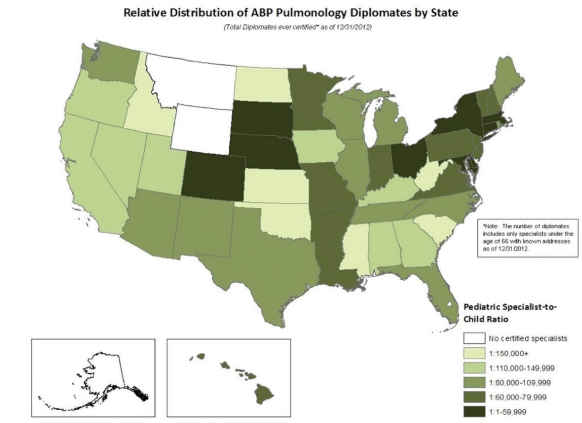 Relative Distribution of ABP Pulmonology Diplomates by State
(Total Diplomates ever certified* as of 12/31/2012)
*Note: The number of diplomates
includes only specialists under the
age of 66 with known addresses
as of 12/31/2012.
Pediatric Specialist-to-
Child Ratio
No certified specialists
1:150,000+
1:110,000-149,999
1:80,000-109,999
1:60,000-79,999
1:1-59,999